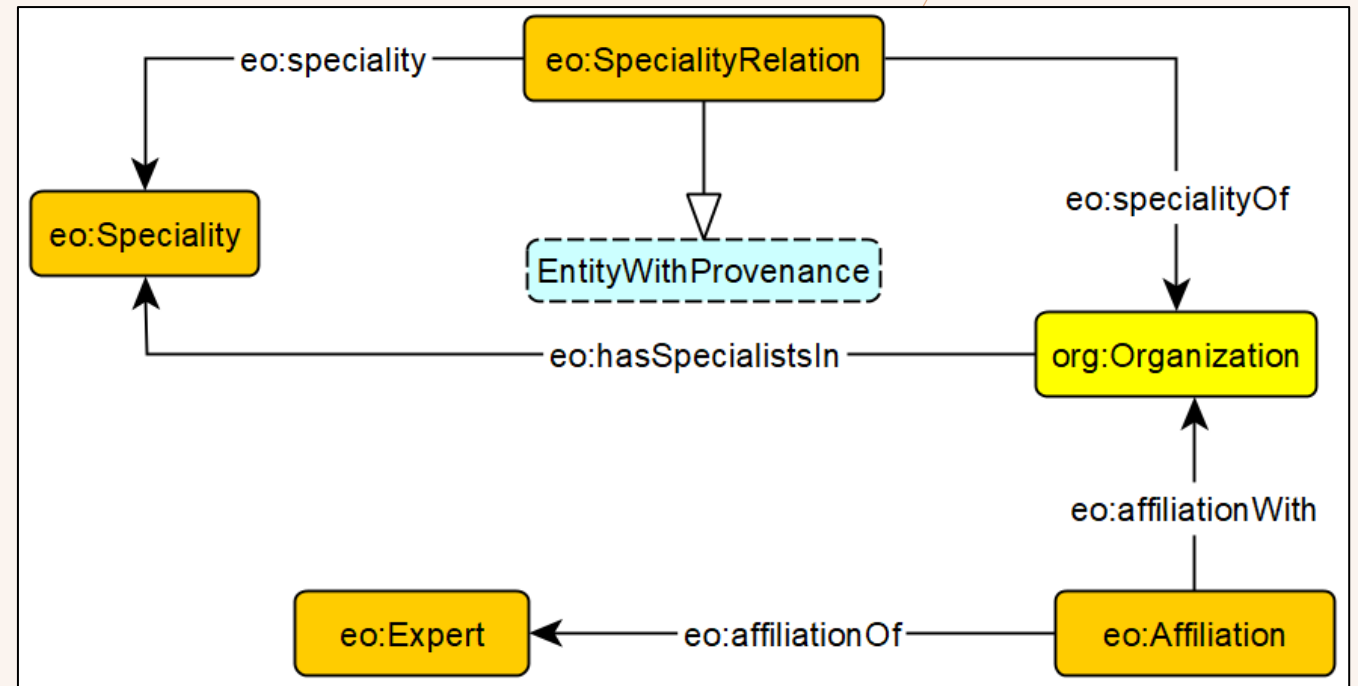 eo:speciality
eo:SpecialityRelation
eo:specialityOf
eo:Speciality
EntityWithProvenance
eo:hasSpecialistsIn
org:Organization
eo:affiliationWith
eo:Expert
eo:affiliationOf
eo:Affiliation